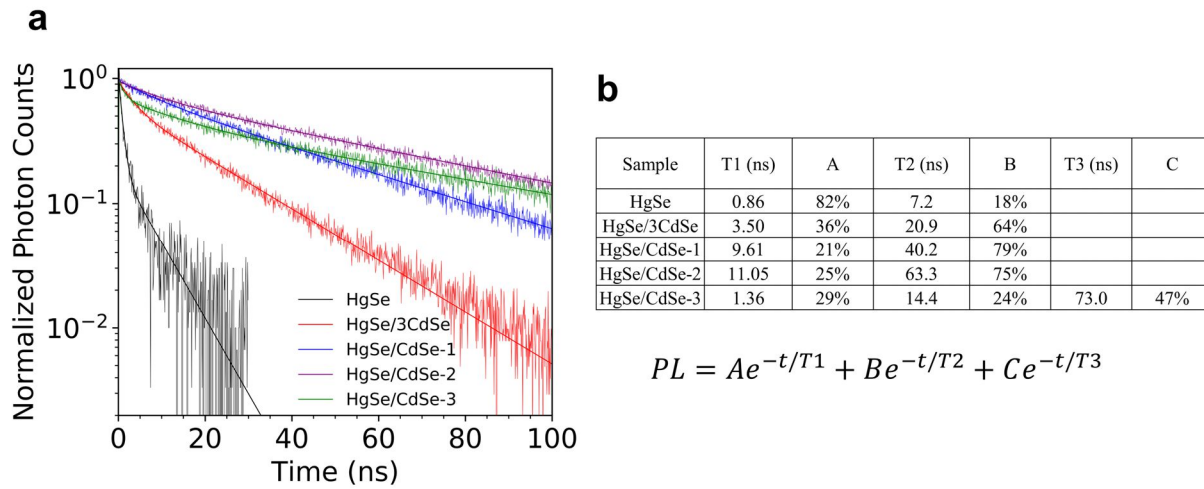 a
Normalized Photon Counts
10⁰
10⁻¹
10⁻²
0 20 40 60 80 100
Time (ns)
HgSe
HgSe/3CdSe
HgSe/CdSe-1
HgSe/CdSe-2
HgSe/CdSe-3
b
Sample T1 (ns) A T2 (ns) B T3 (ns) C
HgSe 0.86 82% 7.2 18%
HgSe/3CdSe 3.50 36% 20.9 64%
HgSe/CdSe-1 9.61 21% 40.2 79%
HgSe/CdSe-2 11.05 25% 63.3 75%
HgSe/CdSe-3 1.36 29% 14.4 24% 73.0 47%
PL = Ae^{-t/T1} + Be^{-t/T2} + Ce^{-t/T3}